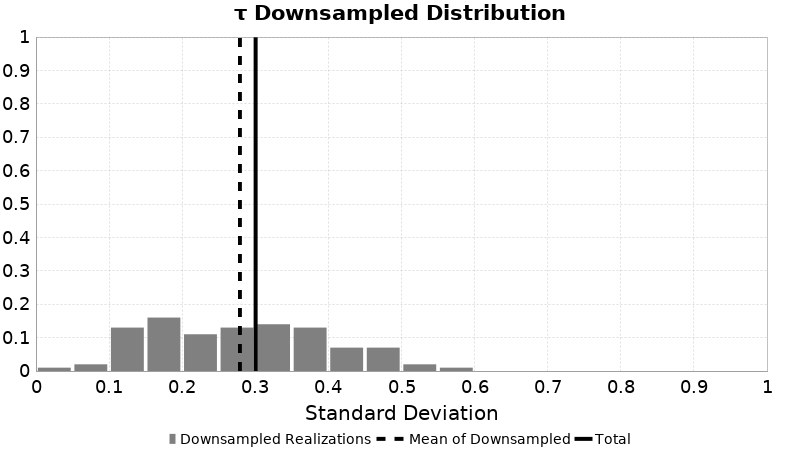 τ Downsampled Distribution
1
0.9
0.8
0.7
0.6
0.5
0.4
0.3
0.2
0.1
0
0 0.1 0.2 0.3 0.4 0.5 0.6 0.7 0.8 0.9 1
Standard Deviation
Downsampled Realizations Mean of Downsampled Total